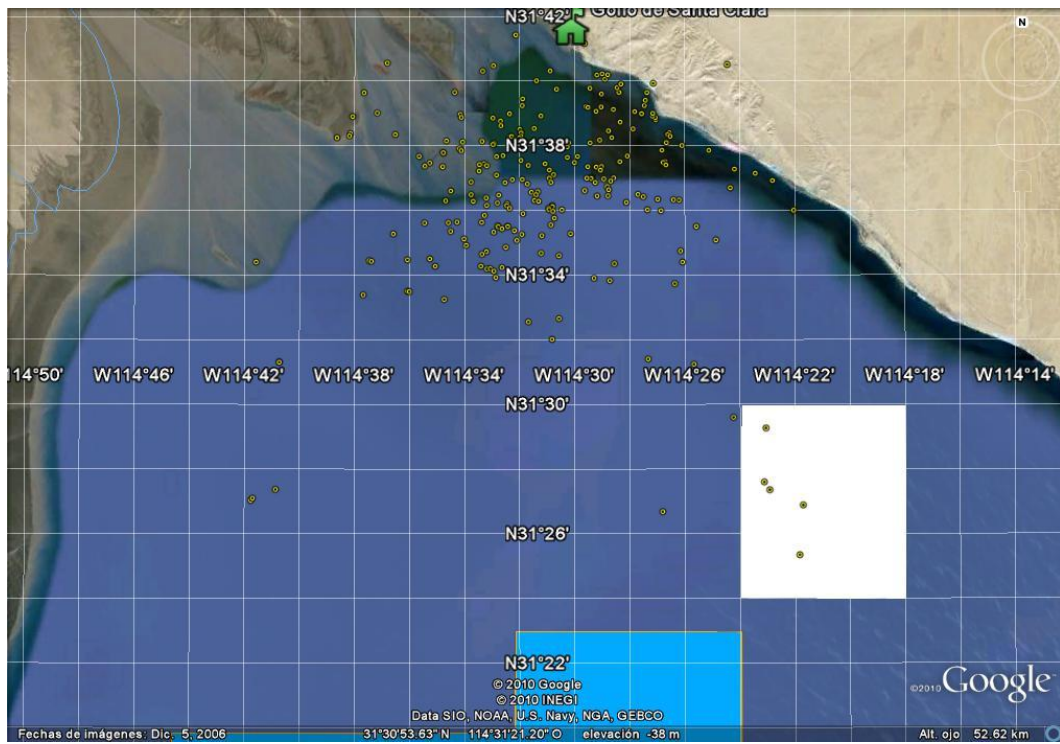 Golfo de Santa Clara
N31°42'
N
N31°38'
N31°34'
114°50' W114°46' W114°42' W114°38' W114°34' W114°30' W114°26' W114°22' W114°18' W114°14'
N31°30'
N31°26'
N31°22'
© 2010 Google
© 2010 INEGI
Data SIO, NOAA, U.S. Navy, NGA, GEBCO
©2010 Google
Fechas de imágenes: Dic. 5, 2006 31°30'53.63" N 114°31'21.20" O elevación -38 m Alt. ojo 52.62 km